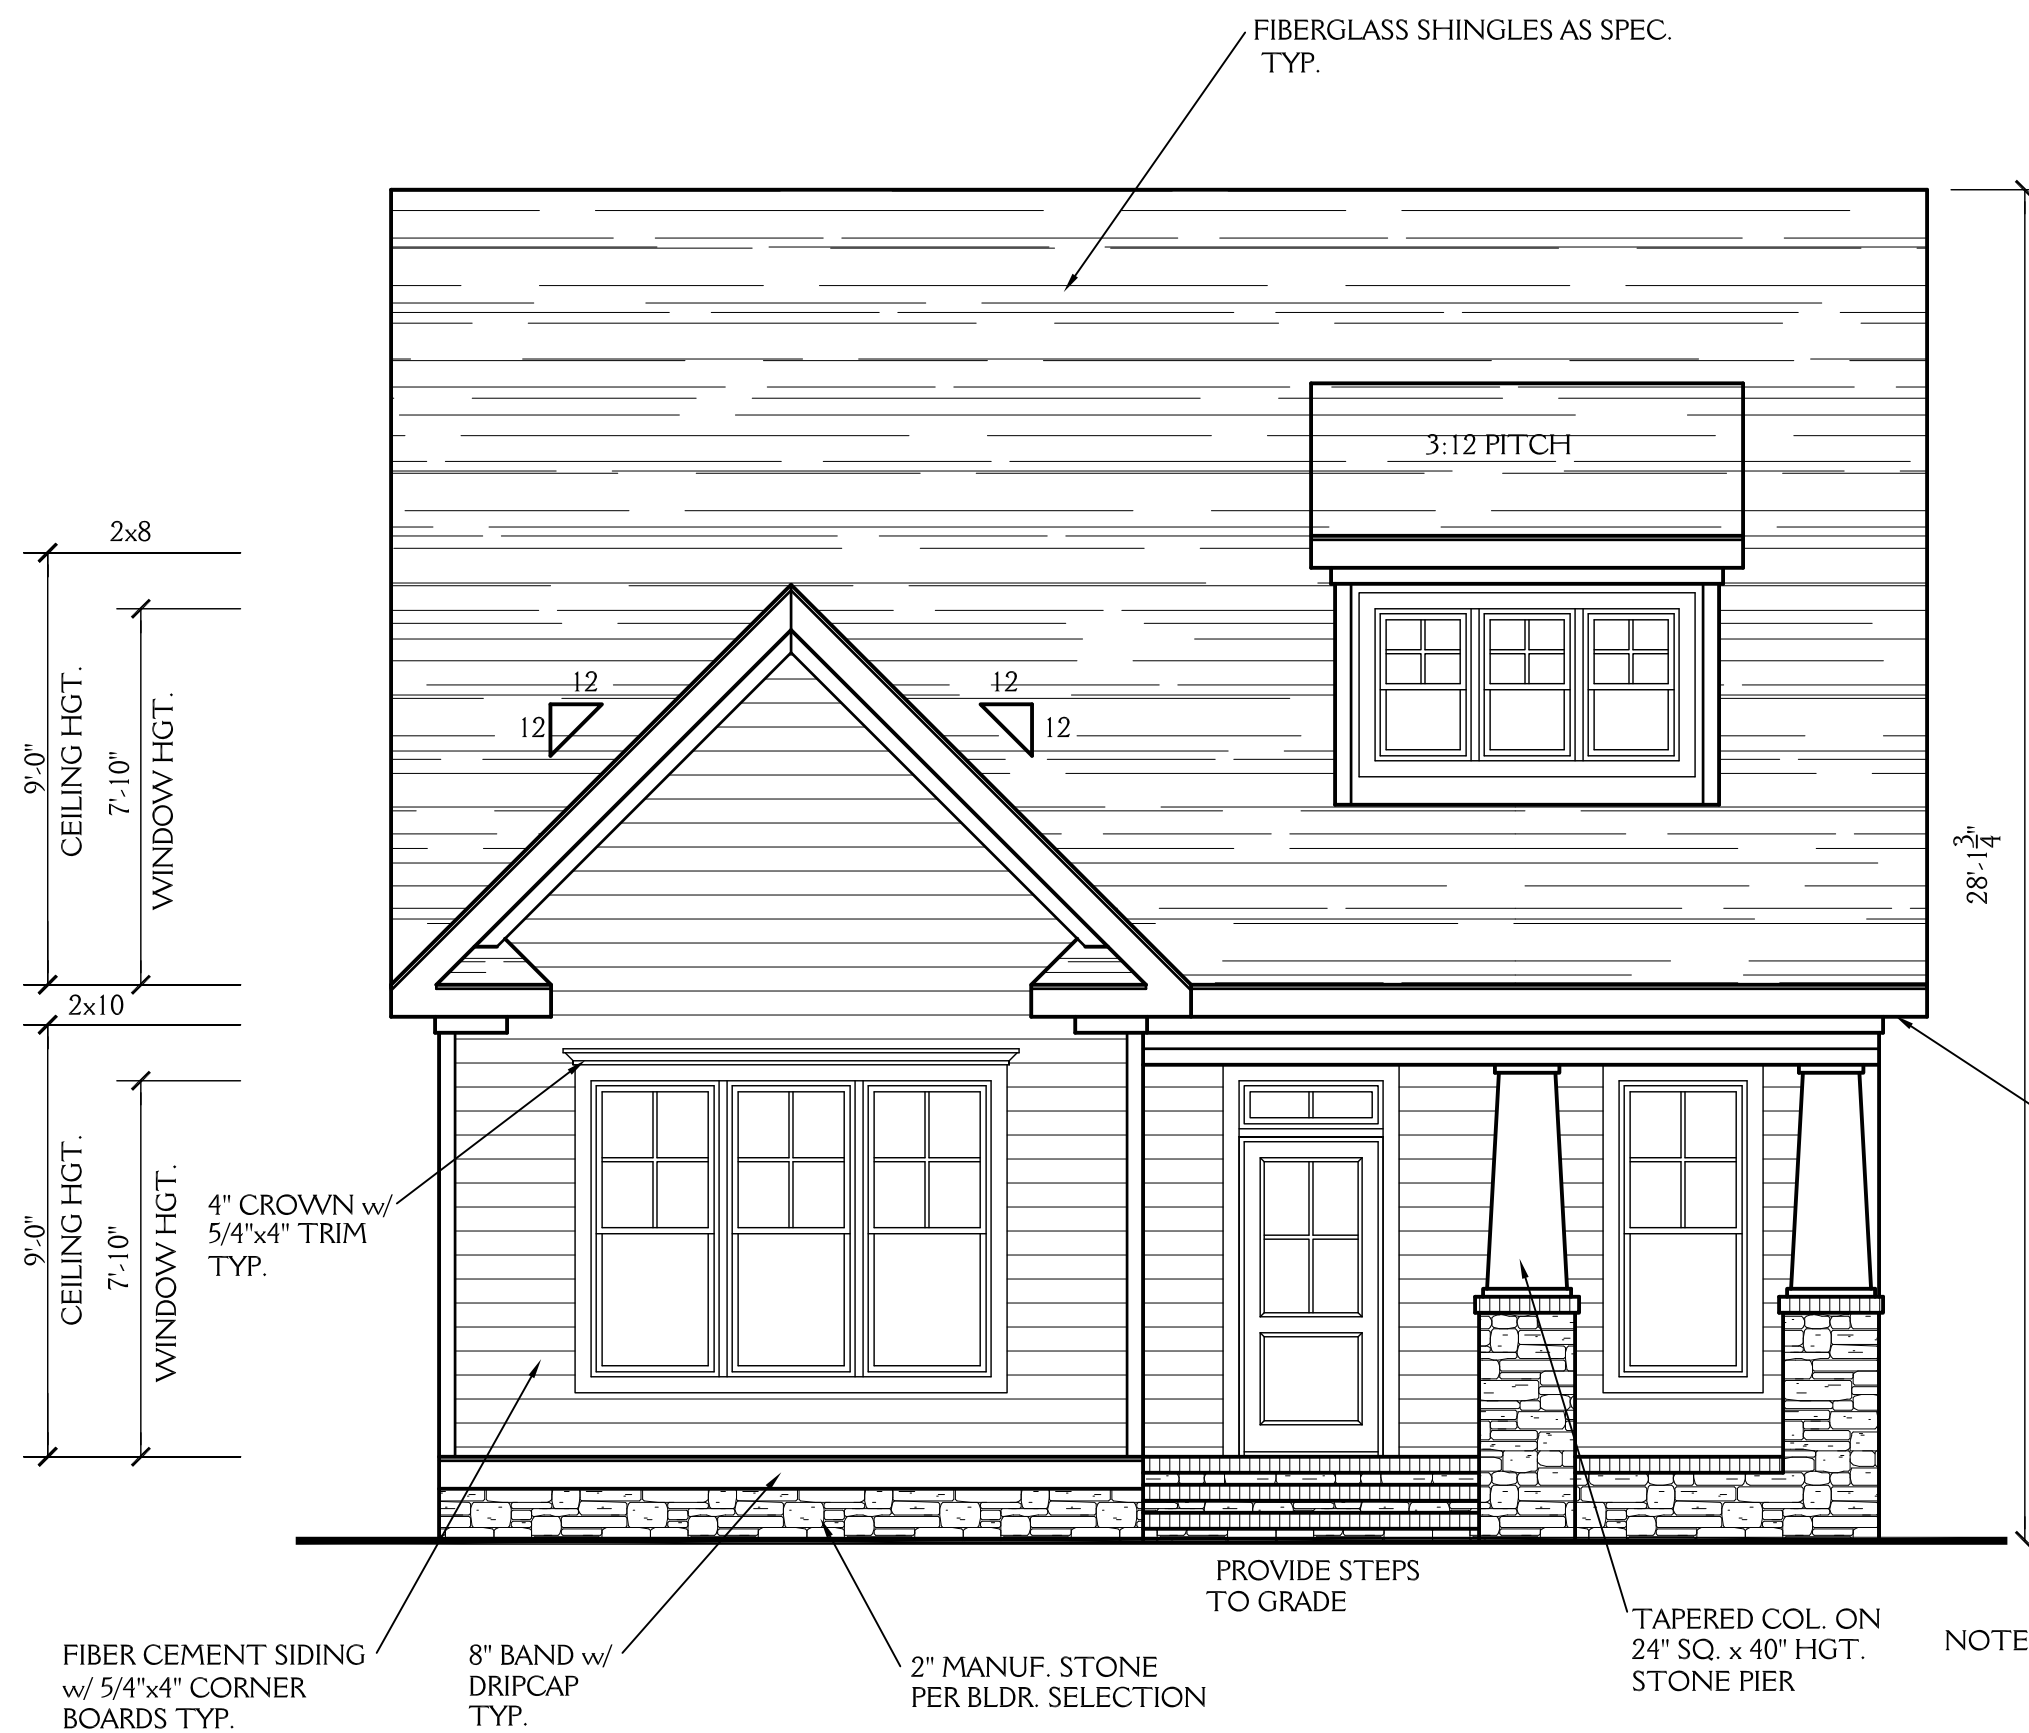 FIBERGLASS SHINGLES AS SPEC.
TYP.
3:12 PITCH
2x8
12
12
12
12
9'-0"
CEILING HGT.
7'-10"
WINDOW HGT.
28'-1 3/4"
2x10
9'-0"
CEILING HGT.
7'-10"
WINDOW HGT.
4" CROWN w/
5/4"x4" TRIM
TYP.
PROVIDE STEPS
TO GRADE
FIBER CEMENT SIDING
w/ 5/4"x4" CORNER
BOARDS TYP.
8" BAND w/
DRIPCAP
TYP.
2" MANUF. STONE
PER BLDR. SELECTION
TAPERED COL. ON
24" SQ. x 40" HGT.
STONE PIER
NOTE